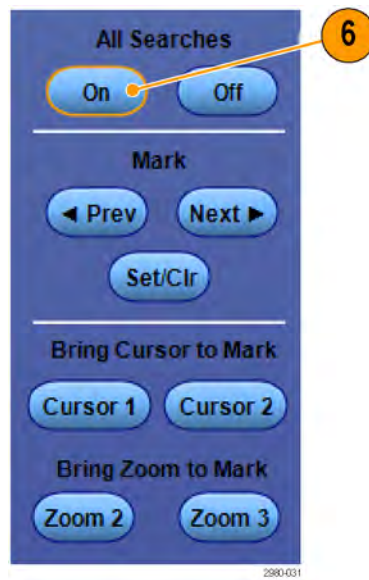 All Searches
6
On Off
Mark
◄ Prev Next ►
Set/Clr
Bring Cursor to Mark
Cursor 1 Cursor 2
Bring Zoom to Mark
Zoom 2 Zoom 3
2980-031